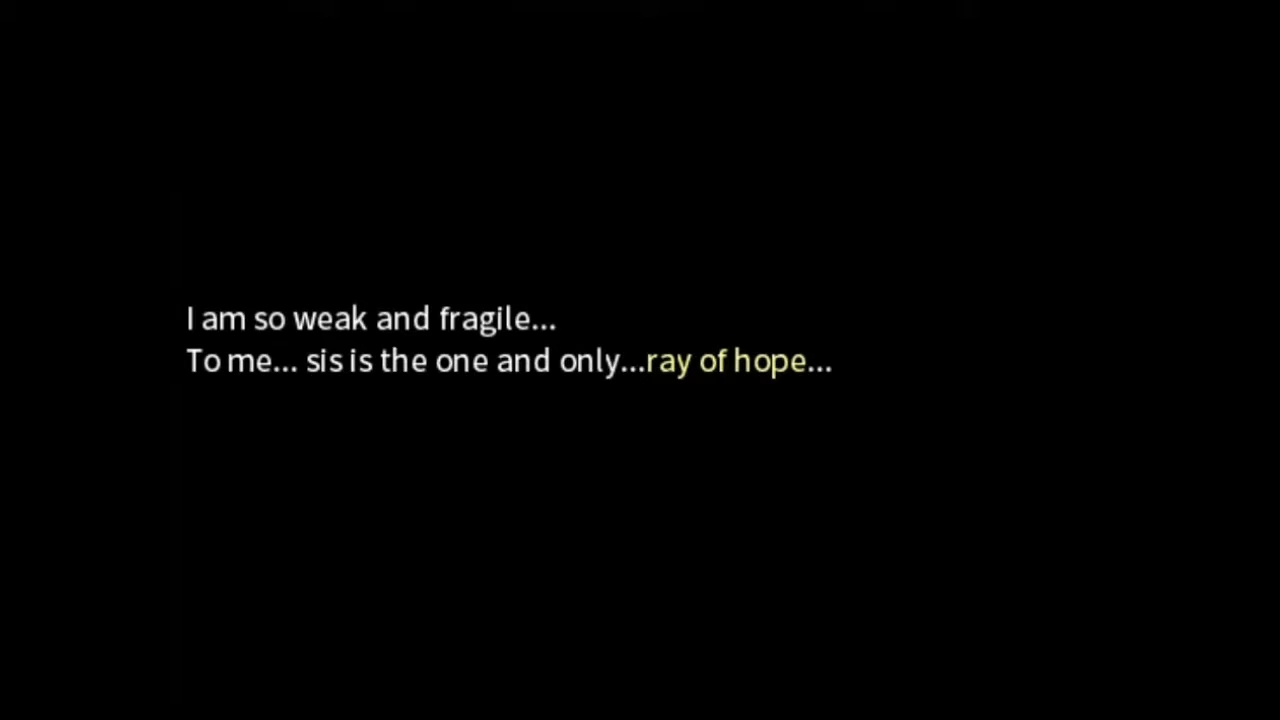 I am so weak and fragile...
To me... sis is the one and only...ray of hope...